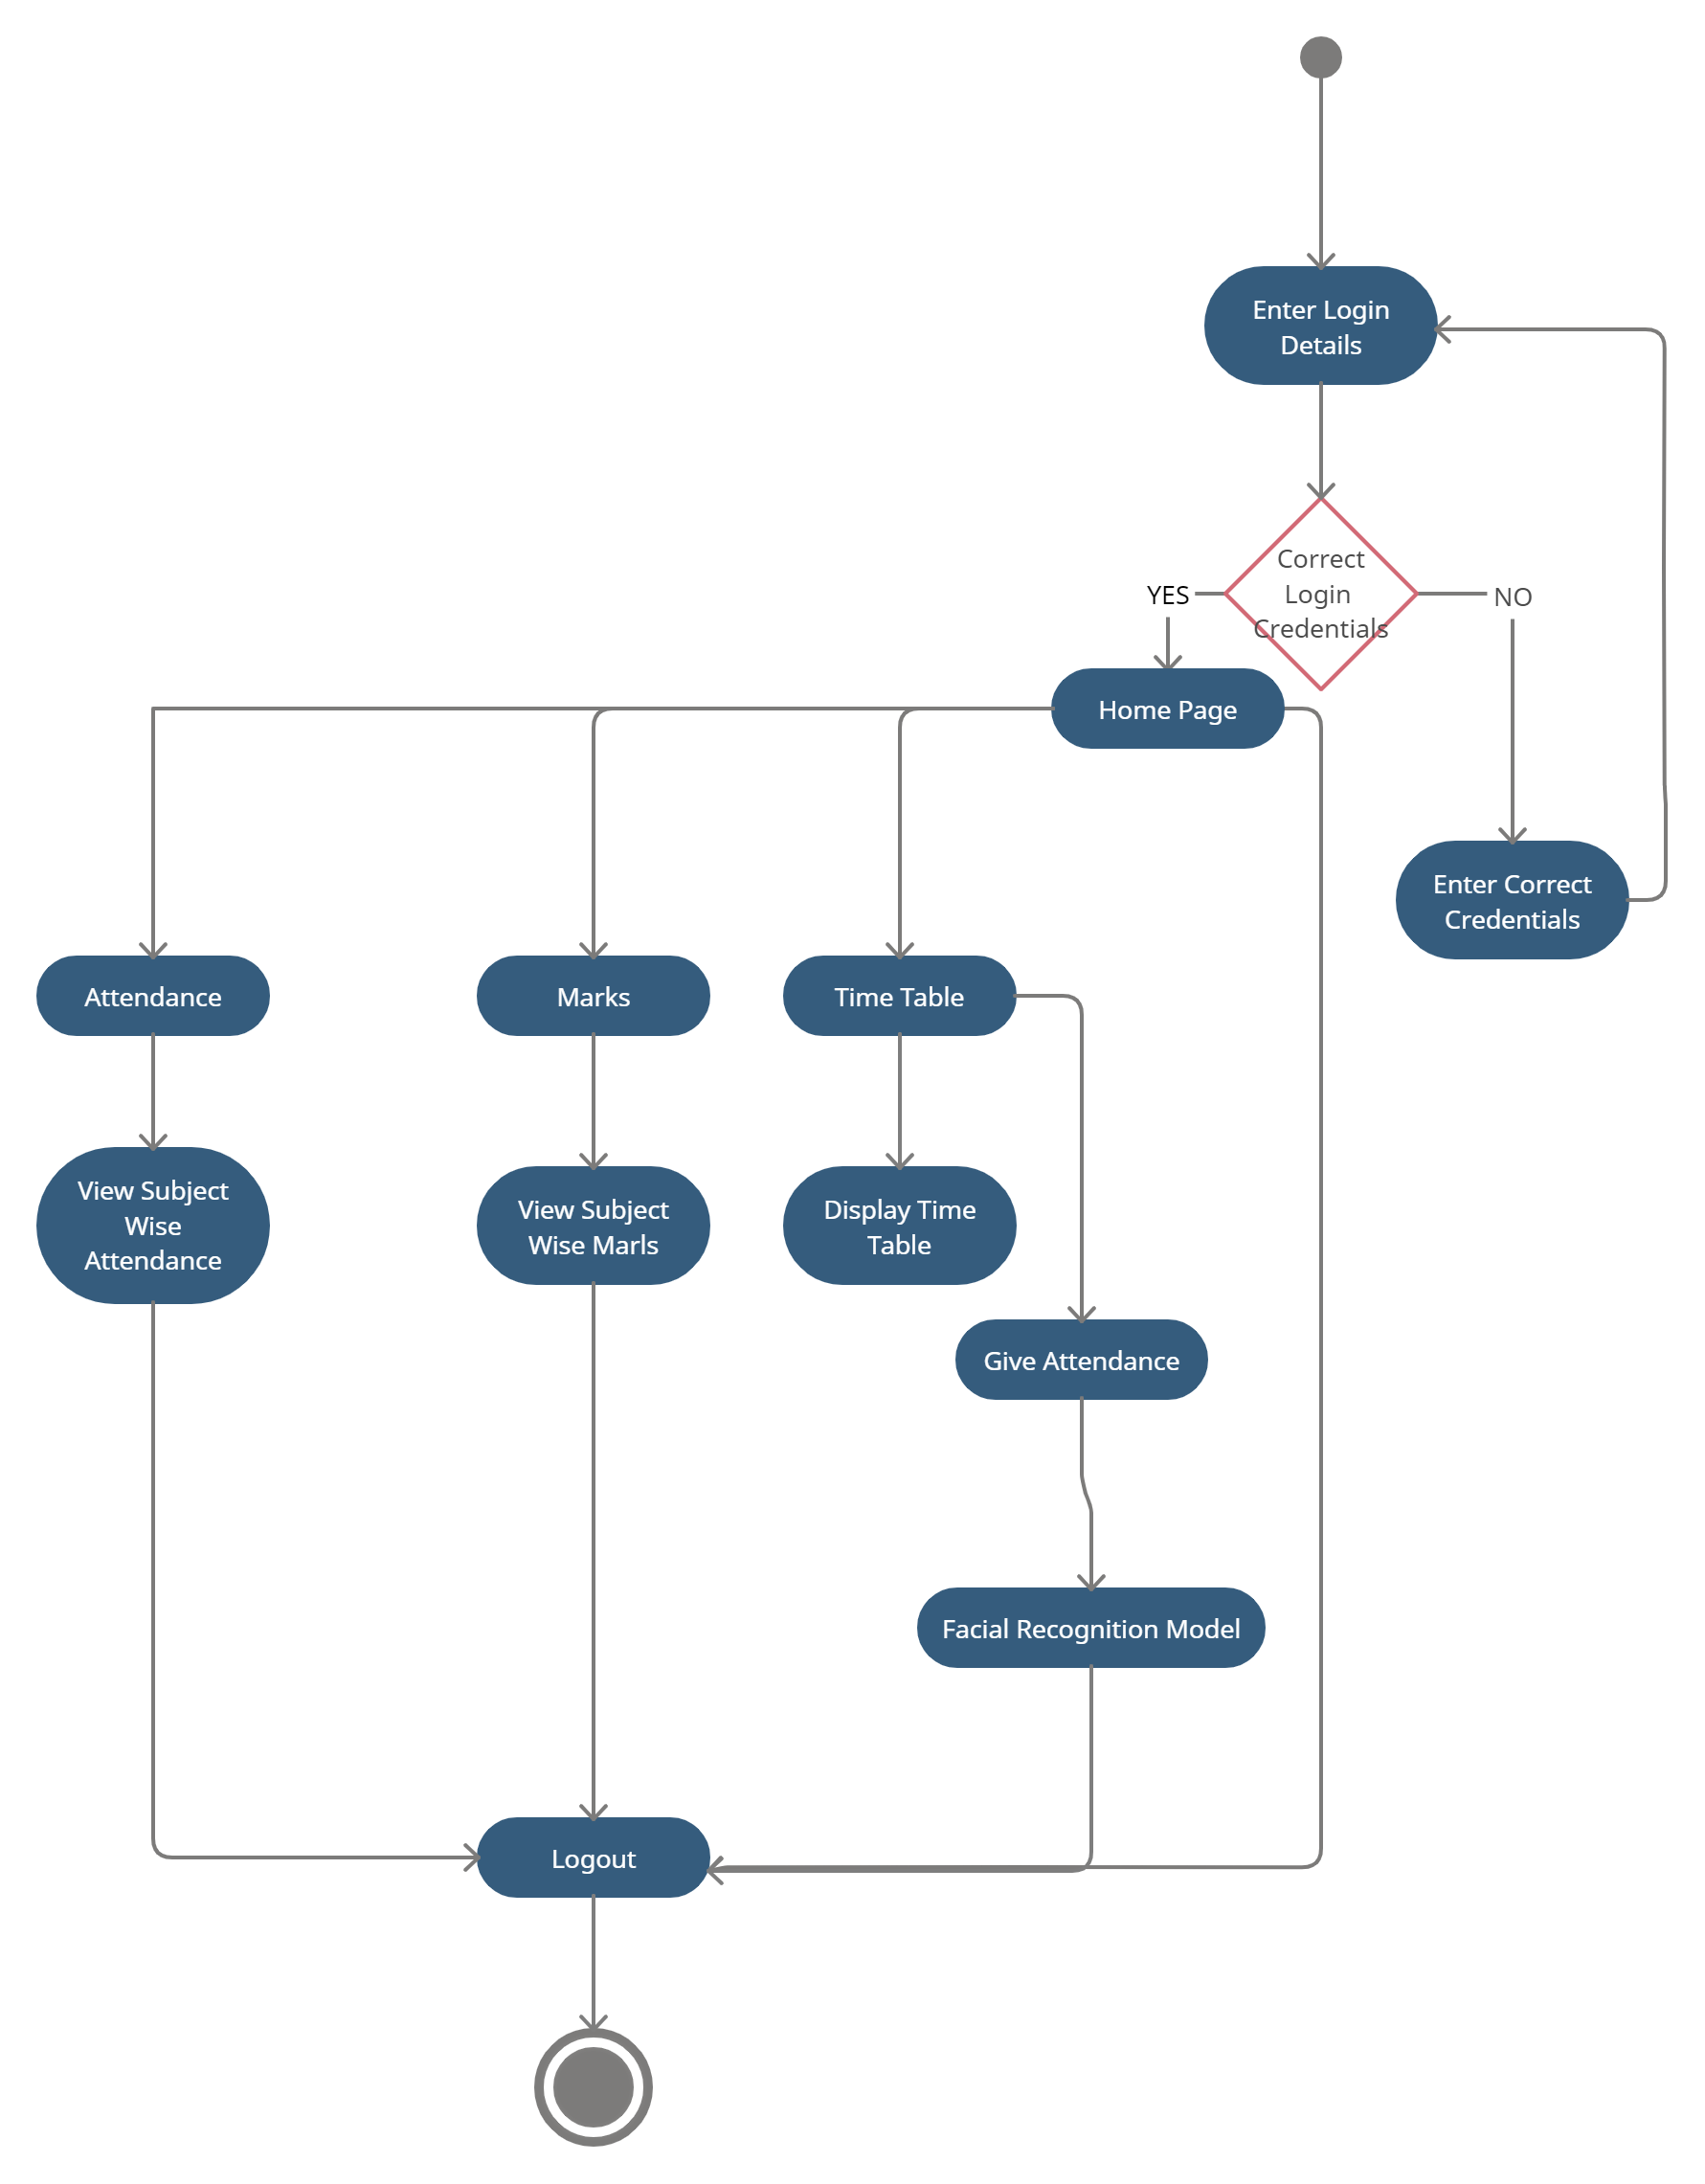 Enter Login
Details
Correct
Login
Credentials
YES
NO
Home Page
Enter Correct
Credentials
Attendance
Marks
Time Table
View Subject
Wise
Attendance
View Subject
Wise Marls
Display Time
Table
Give Attendance
Facial Recognition Model
Logout